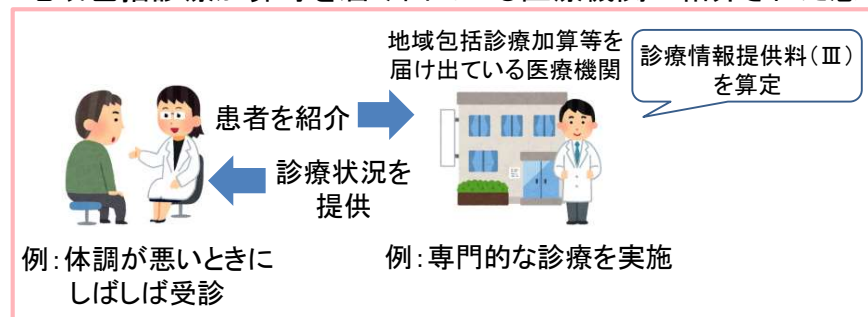 地域包括診療加算等を
届け出ている医療機関
診療情報提供料(Ⅲ)
を算定
患者を紹介
診療状況を
提供
例:体調が悪いときに
しばしば受診
例:専門的な診療を実施